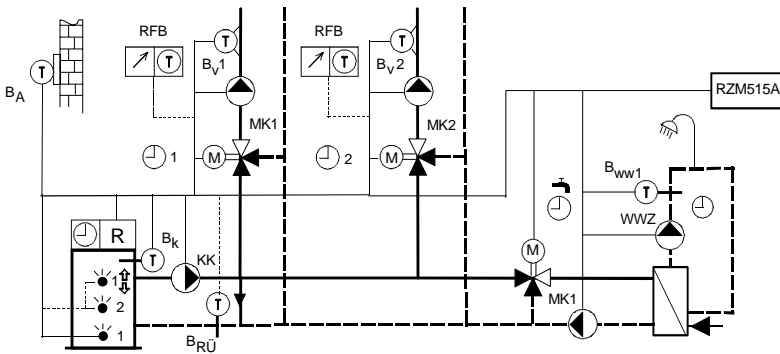 RFB
RFB
T
T
T
T
T
B_V1
B_V2
RZM515A
B_A
MK1
MK2
1
M
2
M
B_ww1
T
R
B_k
T
KK
WWZ
M
1
2
T
MK1
1
B_RÜ